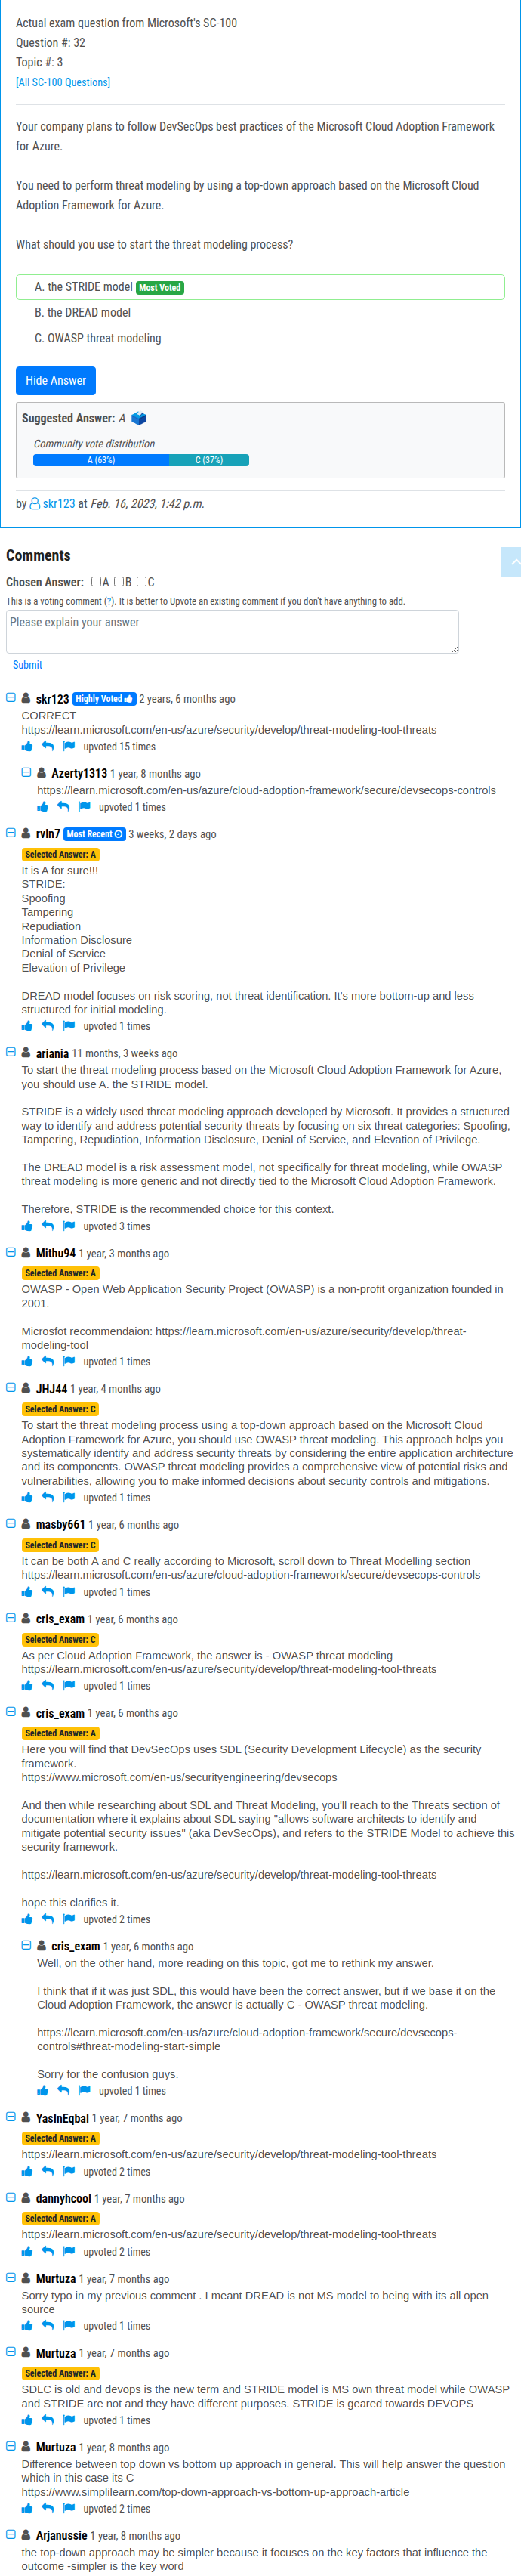 Actual exam question from Microsoft's SC-100
Question #: 32
Topic #: 3
[All SC-100 Questions]
Your company plans to follow DevSecOps best practices of the Microsoft Cloud Adoption Framework
for Azure.
You need to perform threat modeling by using a top-down approach based on the Microsoft Cloud
Adoption Framework for Azure.
What should you use to start the threat modeling process?
A. the STRIDE model Most Voted
B. the DREAD model
C. OWASP threat modeling
Hide Answer
Suggested Answer: A
Community vote distribution
A (63%) C (37%)
by skr123 at Feb. 16, 2023, 1:42 p.m.
Comments
Chosen Answer: A B C
This is a voting comment (?). It is better to Upvote an existing comment if you don't have anything to add.
Please explain your answer
Submit
skr123 Highly Voted 2 years, 6 months ago
CORRECT
https://learn.microsoft.com/en-us/azure/security/develop/threat-modeling-tool-threats
upvoted 15 times
Azerty1313 1 year, 8 months ago
https://learn.microsoft.com/en-us/azure/cloud-adoption-framework/secure/devsecops-controls
upvoted 1 times
rvln7 Most Recent 3 weeks, 2 days ago
Selected Answer: A
It is A for sure!!!
STRIDE:
Spoofing
Tampering
Repudiation
Information Disclosure
Denial of Service
Elevation of Privilege
DREAD model focuses on risk scoring, not threat identification. It's more bottom-up and less
structured for initial modeling.
upvoted 1 times
ariania 11 months, 3 weeks ago
To start the threat modeling process based on the Microsoft Cloud Adoption Framework for Azure,
you should use A. the STRIDE model.
STRIDE is a widely used threat modeling approach developed by Microsoft. It provides a structured
way to identify and address potential security threats by focusing on six threat categories: Spoofing,
Tampering, Repudiation, Information Disclosure, Denial of Service, and Elevation of Privilege.
The DREAD model is a risk assessment model, not specifically for threat modeling, while OWASP
threat modeling is more generic and not directly tied to the Microsoft Cloud Adoption Framework.
Therefore, STRIDE is the recommended choice for this context.
upvoted 3 times
Mithu94 1 year, 3 months ago
Selected Answer: A
OWASP - Open Web Application Security Project (OWASP) is a non-profit organization founded in
2001.
Microsfot recommendaion: https://learn.microsoft.com/en-us/azure/security/develop/threat-
modeling-tool
upvoted 1 times
JHJ44 1 year, 4 months ago
Selected Answer: C
To start the threat modeling process using a top-down approach based on the Microsoft Cloud
Adoption Framework for Azure, you should use OWASP threat modeling. This approach helps you
systematically identify and address security threats by considering the entire application architecture
and its components. OWASP threat modeling provides a comprehensive view of potential risks and
vulnerabilities, allowing you to make informed decisions about security controls and mitigations.
upvoted 1 times
masby661 1 year, 6 months ago
Selected Answer: C
It can be both A and C really according to Microsoft, scroll down to Threat Modelling section
https://learn.microsoft.com/en-us/azure/cloud-adoption-framework/secure/devsecops-controls
upvoted 1 times
cris_exam 1 year, 6 months ago
Selected Answer: C
As per Cloud Adoption Framework, the answer is - OWASP threat modeling
https://learn.microsoft.com/en-us/azure/security/develop/threat-modeling-tool-threats
upvoted 1 times
cris_exam 1 year, 6 months ago
Selected Answer: A
Here you will find that DevSecOps uses SDL (Security Development Lifecycle) as the security
framework.
https://www.microsoft.com/en-us/securityengineering/devsecops
And then while researching about SDL and Threat Modeling, you'll reach to the Threats section of
documentation where it explains about SDL saying "allows software architects to identify and
mitigate potential security issues" (aka DevSecOps), and refers to the STRIDE Model to achieve this
security framework.
https://learn.microsoft.com/en-us/azure/security/develop/threat-modeling-tool-threats
hope this clarifies it.
upvoted 2 times
cris_exam 1 year, 6 months ago
Well, on the other hand, more reading on this topic, got me to rethink my answer.
I think that if it was just SDL, this would have been the correct answer, but if we base it on the
Cloud Adoption Framework, the answer is actually C - OWASP threat modeling.
https://learn.microsoft.com/en-us/azure/cloud-adoption-framework/secure/devsecops-
controls#threat-modeling-start-simple
Sorry for the confusion guys.
upvoted 1 times
YasInEqbal 1 year, 7 months ago
Selected Answer: A
https://learn.microsoft.com/en-us/azure/security/develop/threat-modeling-tool-threats
upvoted 2 times
dannyhcool 1 year, 7 months ago
Selected Answer: A
https://learn.microsoft.com/en-us/azure/security/develop/threat-modeling-tool-threats
upvoted 2 times
Murtuza 1 year, 7 months ago
Sorry typo in my previous comment . I meant DREAD is not MS model to being with its all open
source
upvoted 1 times
Murtuza 1 year, 7 months ago
Selected Answer: A
SDLC is old and devops is the new term and STRIDE model is MS own threat model while OWASP
and STRIDE are not and they have different purposes. STRIDE is geared towards DEVOPS
upvoted 1 times
Murtuza 1 year, 8 months ago
Difference between top down vs bottom up approach in general. This will help answer the question
which in this case its C
https://www.simplilearn.com/top-down-approach-vs-bottom-up-approach-article
upvoted 2 times
Arjanussie 1 year, 8 months ago
the top-down approach may be simpler because it focuses on the key factors that influence the
outcome -simpler is the key word